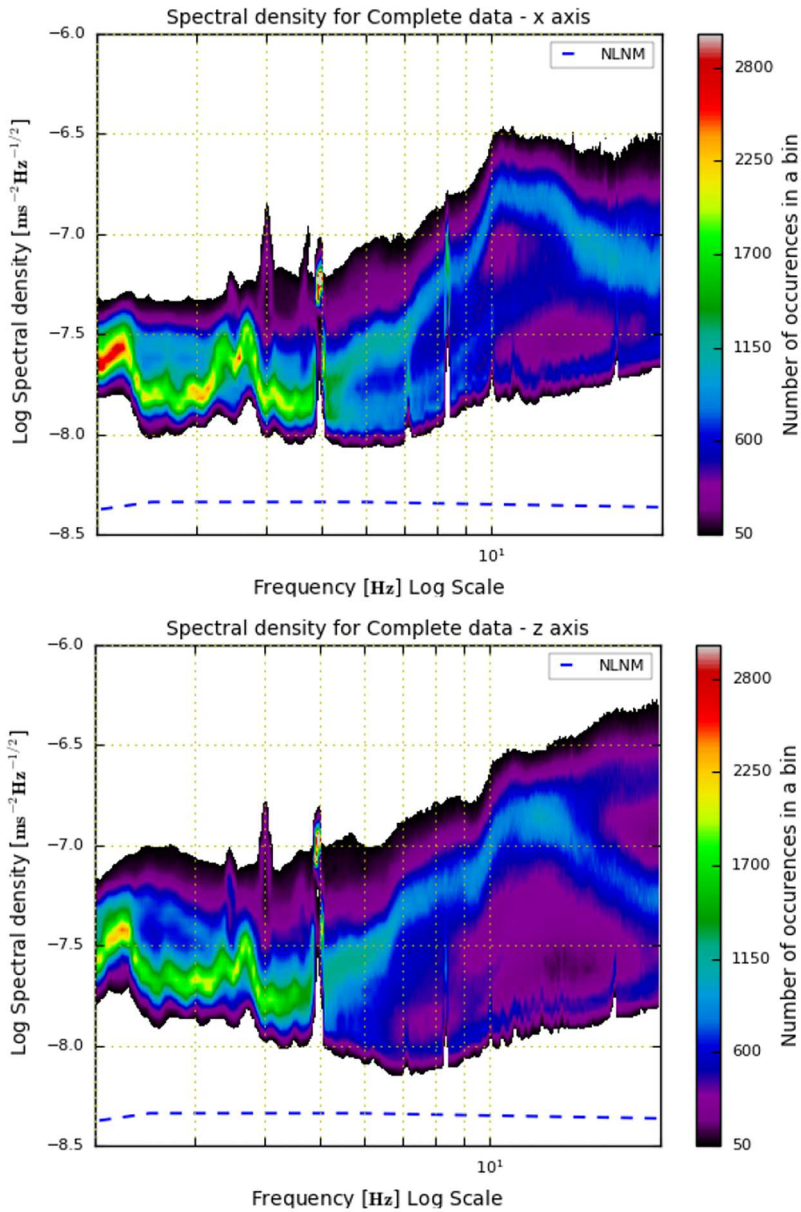 Spectral density for Complete data - x axis
NLNM
Log Spectral density [ms⁻²Hz⁻¹/²]
−6.0
−6.5
−7.0
−7.5
−8.0
−8.5
10¹
Frequency [Hz] Log Scale
2800
2250
1700
1150
600
50
Number of occurences in a bin
Spectral density for Complete data - z axis
NLNM
Log Spectral density [ms⁻²Hz⁻¹/²]
−6.0
−6.5
−7.0
−7.5
−8.0
−8.5
10¹
Frequency [Hz] Log Scale
2800
2250
1700
1150
600
50
Number of occurences in a bin